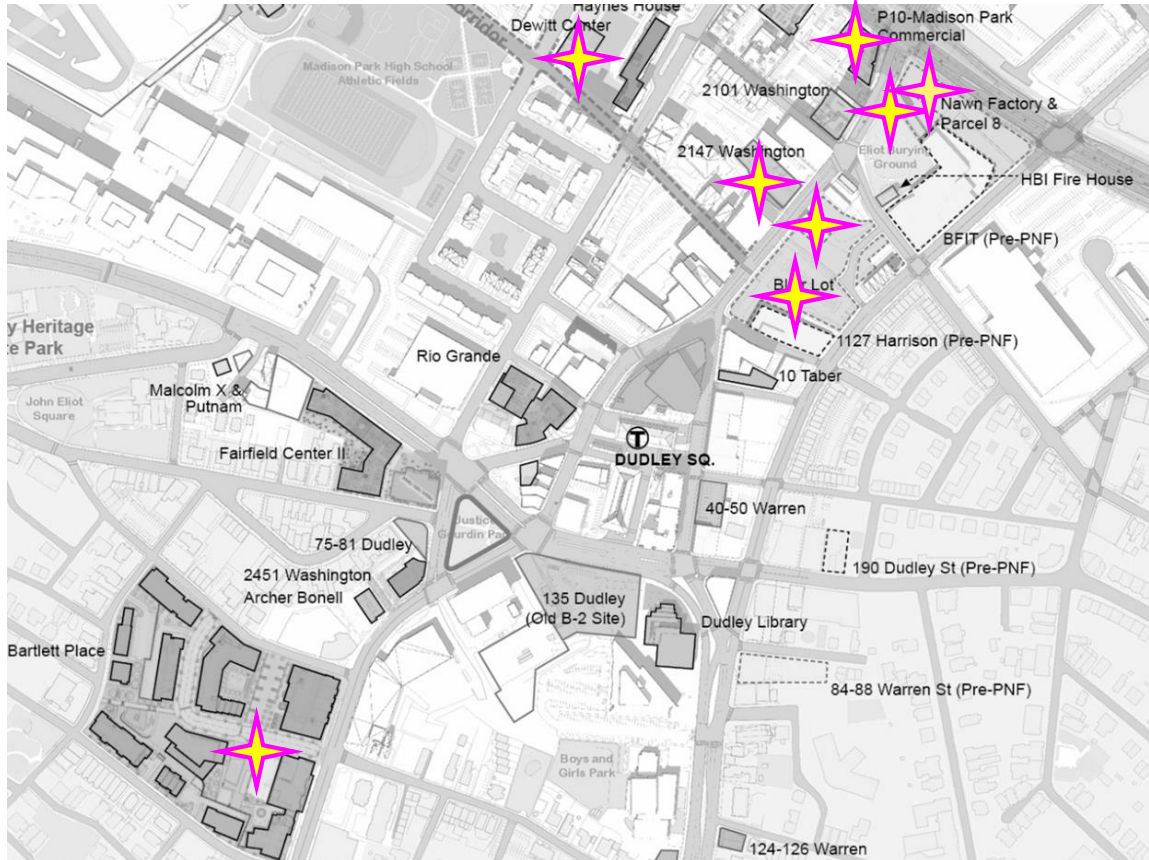 Haynes House
Dewitt Center
P10-Madison Park
Commercial
Madison Park High School
Athletic Fields
2101 Washington
Nawn Factory &
Parcel 8
2147 Washington
Ground
HBI Fire House
BFIT (Pre-PNF)
Lot
1127 Harrison (Pre-PNF)
Heritage
Park
Rio Grande
10 Taber
Malcolm X &
Putnam
John Eliot
Square
Fairfield Center II
T
DUDLEY SQ.
40-50 Warren
75-81 Dudley
190 Dudley St (Pre-PNF)
2451 Washington
Archer Bonell
135 Dudley
(Old B-2 Site)
Dudley Library
Bartlett Place
84-88 Warren St (Pre-PNF)
Boys and
Girls Park
124-126 Warren